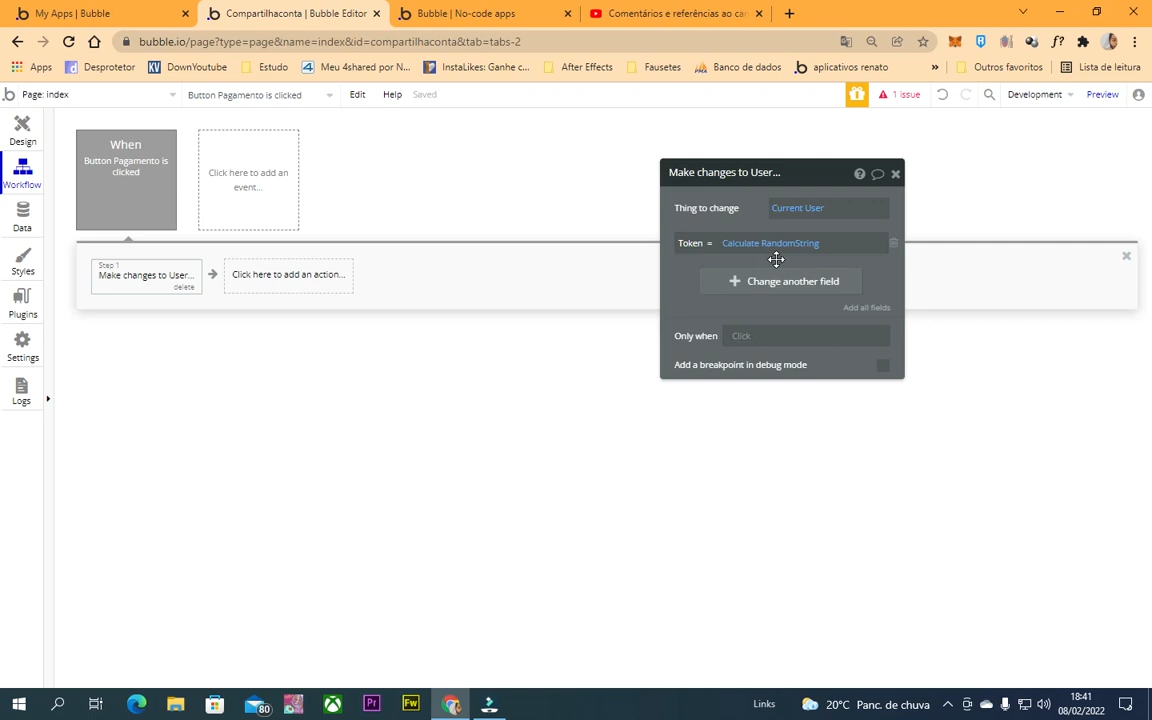 My Apps | Bubble
Compartilhaconta | Bubble Editor
Bubble | No-code apps
Comentários e referências ao can
bubble.io/page?type=page&name=index&id=compartilhaconta&tab=tabs-2
Apps
Desprotetor
DownYoutube
Estudo
Meu 4shared por N...
InstaLikes: Ganhe c...
After Effects
Fausetes
Banco de dados
aplicativos renato
»
Outros favoritos
Lista de leitura
Page: index
Button Pagamento is clicked
Edit
Help
Saved
1 issue
Development
Preview
Design
Workflow
Data
Styles
Plugins
Settings
Logs
When
Button Pagamento is
clicked
Click here to add an
event...
Step 1
Make changes to User...
delete
Click here to add an action...
Make changes to User...
Thing to change
Current User
Token =
Calculate RandomString
Change another field
Add all fields
Only when
Click
Add a breakpoint in debug mode
80
Pr
Fw
Links
20°C Panc. de chuva
18:41
08/02/2022